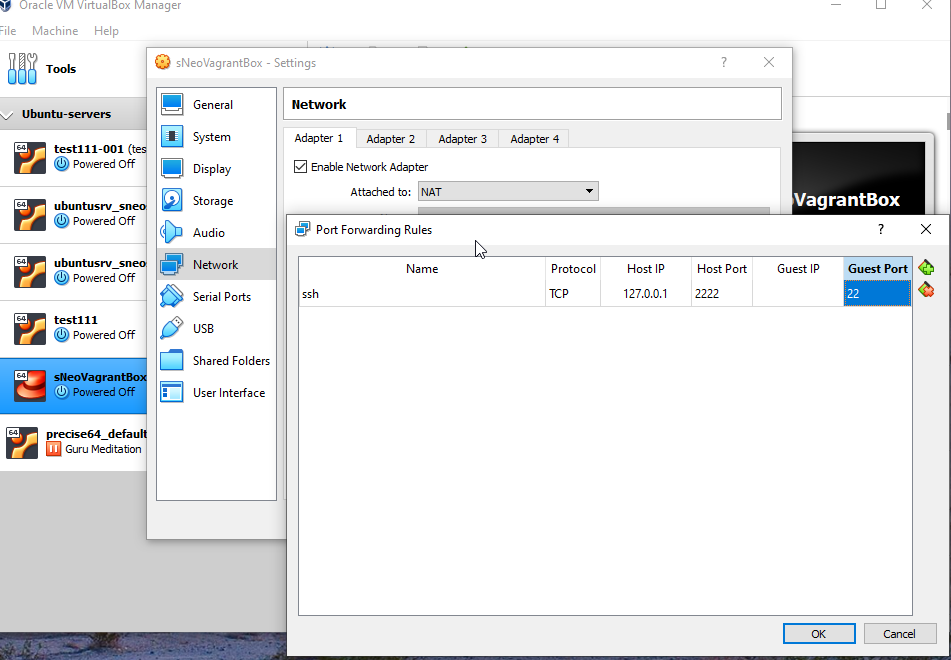 Oracle VM VirtualBox Manager
File Machine Help
Tools
Ubuntu-servers
64
test111-001 (tes
Powered Off
64
ubuntusrv_sneo
Powered Off
64
ubuntusrv_sneo
Powered Off
64
test111
Powered Off
64
sNeoVagrantBox
Powered Off
64
precise64_default
Guru Meditation
sNeoVagrantBox - Settings
?
General
System
Display
Storage
Audio
Network
Serial Ports
USB
Shared Folders
User Interface
Network
Adapter 1 Adapter 2 Adapter 3 Adapter 4
Enable Network Adapter
Attached to: NAT
oVagrantBox
Port Forwarding Rules
?
Name Protocol Host IP Host Port Guest IP Guest Port
ssh TCP 127.0.0.1 2222 22
OK Cancel